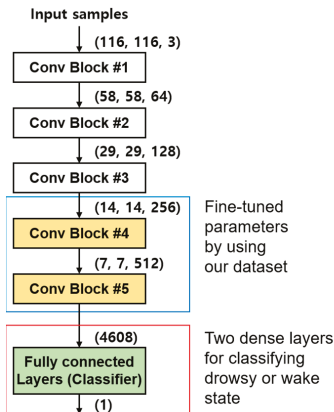 Input samples
(116, 116, 3)
Conv Block #1
(58, 58, 64)
Conv Block #2
(29, 29, 128)
Conv Block #3
(14, 14, 256)
Conv Block #4
(7, 7, 512)
Conv Block #5
Fine-tuned
parameters
by using
our dataset
(4608)
Fully connected
Layers (Classifier)
(1)
Two dense layers
for classifying
drowsy or wake
state